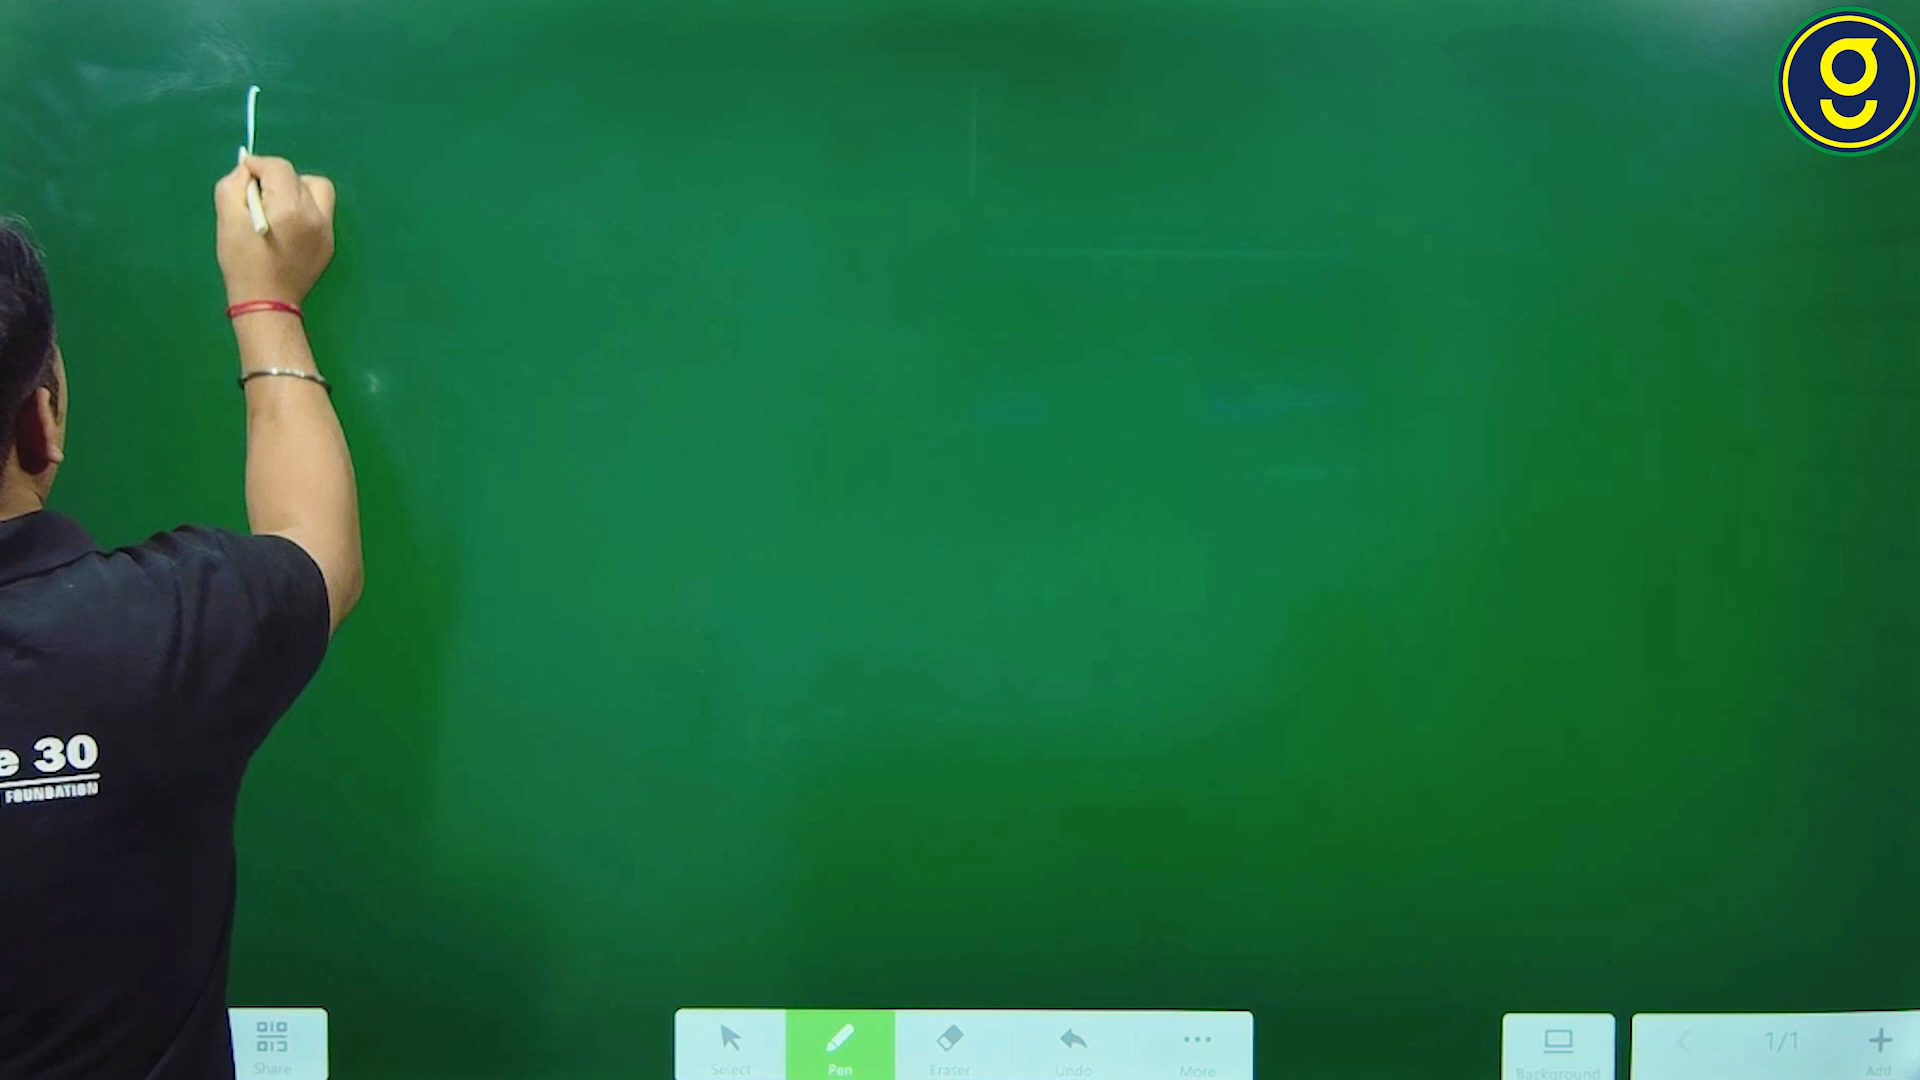 e 30
FOUNDATION
Share
Select
Pen
Eraser
Undo
More
Background
1/1
Add
g